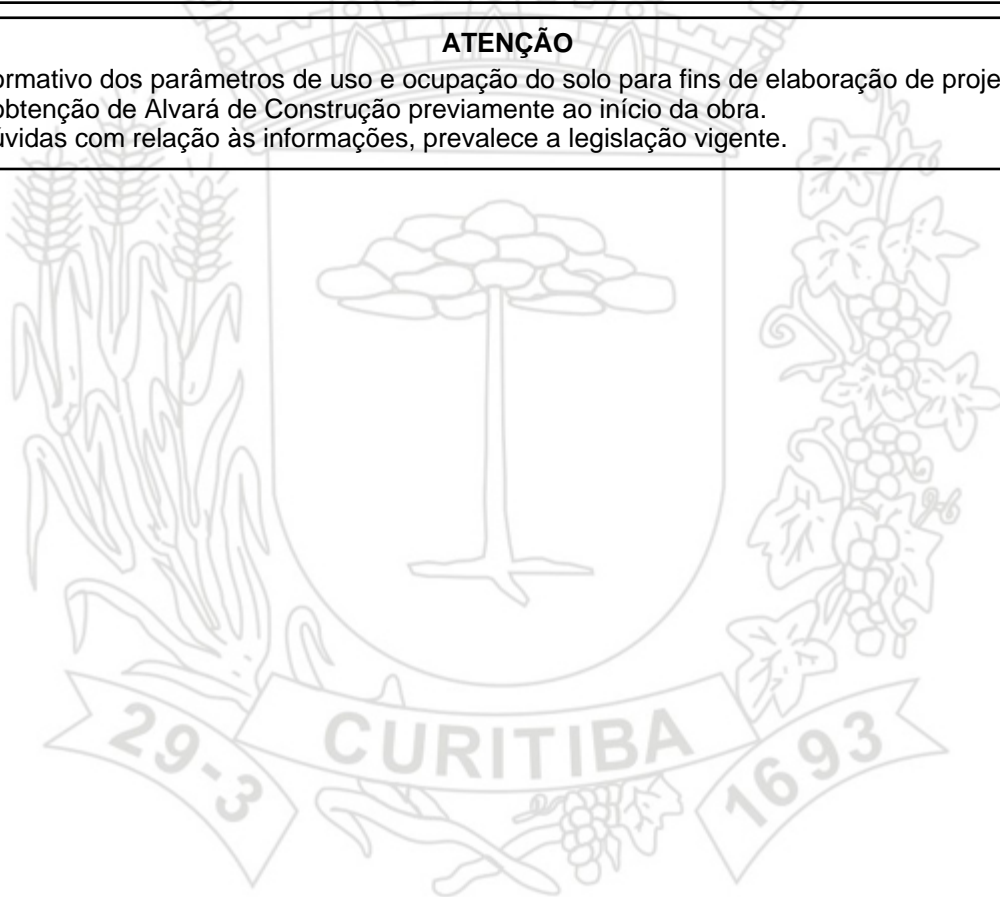 ATENÇÃO
ormativo dos parâmetros de uso e ocupação do solo para fins de elaboração de proje
obtenção de Alvará de Construção previamente ao início da obra.
úvidas com relação às informações, prevalece a legislação vigente.
29-3 CURITIBA 1693